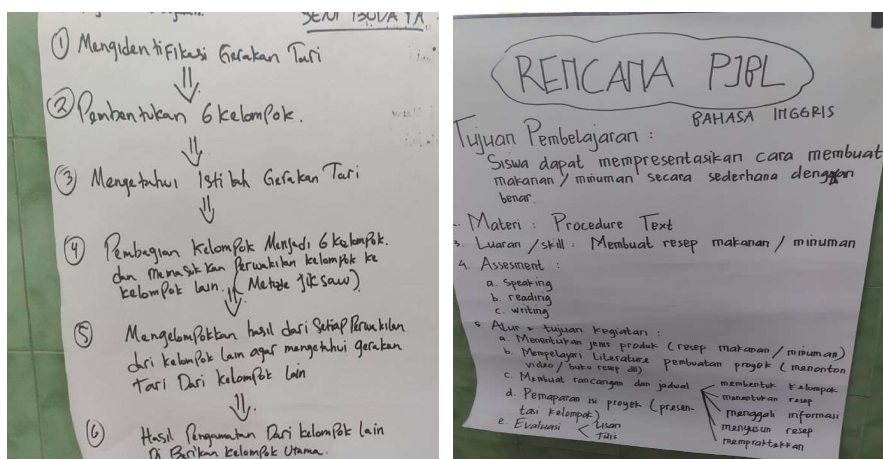 SENI BUDAYA
① Mengidentifikasi Gerakan Tari
② Pembentukan 6 kelompok.
③ Mengetahui Istilah Gerakan Tari
④ Pembagian Kelompok Menjadi 6 kelompok.
dan Memasukkan Perwakilan kelompok ke
kelompok lain. (Metode Jiksaw)
⑤ Mengelompokkan hasil dari Setiap Perwakilan
dari kelompok lain agar mengetahui gerakan
Tari Dari kelompok lain
⑥ Hasil Pengamatan Dari kelompok lain
Di Berikan kelompok Utama.
RENCANA PJBL
BAHASA INGGRIS
Tujuan Pembelajaran :
Siswa dapat mempresentasikan cara membuat
makanan / minuman secara sederhana dengan
benar.
Materi : Procedure Text
3. Luaran / skill : Membuat resep makanan / minuman
4. Assesment :
a. Speaking
b. reading
c. writing
5 Alur + tujuan kegiatan :
a. Menentukan jenis produk (resep makanan / minuman)
b. Mempelajari Literature pembuatan proyek (menonton
video / buku resep dll)
c. Membuat rancangan dan jadual
membentuk kelompok
menentukan resep
menggali informasi
menyusun resep
mempraktekkan
d. Pemaparan isi proyek (presen-
tasi kelompok)
e. Evaluasi
Lisan
Tulis